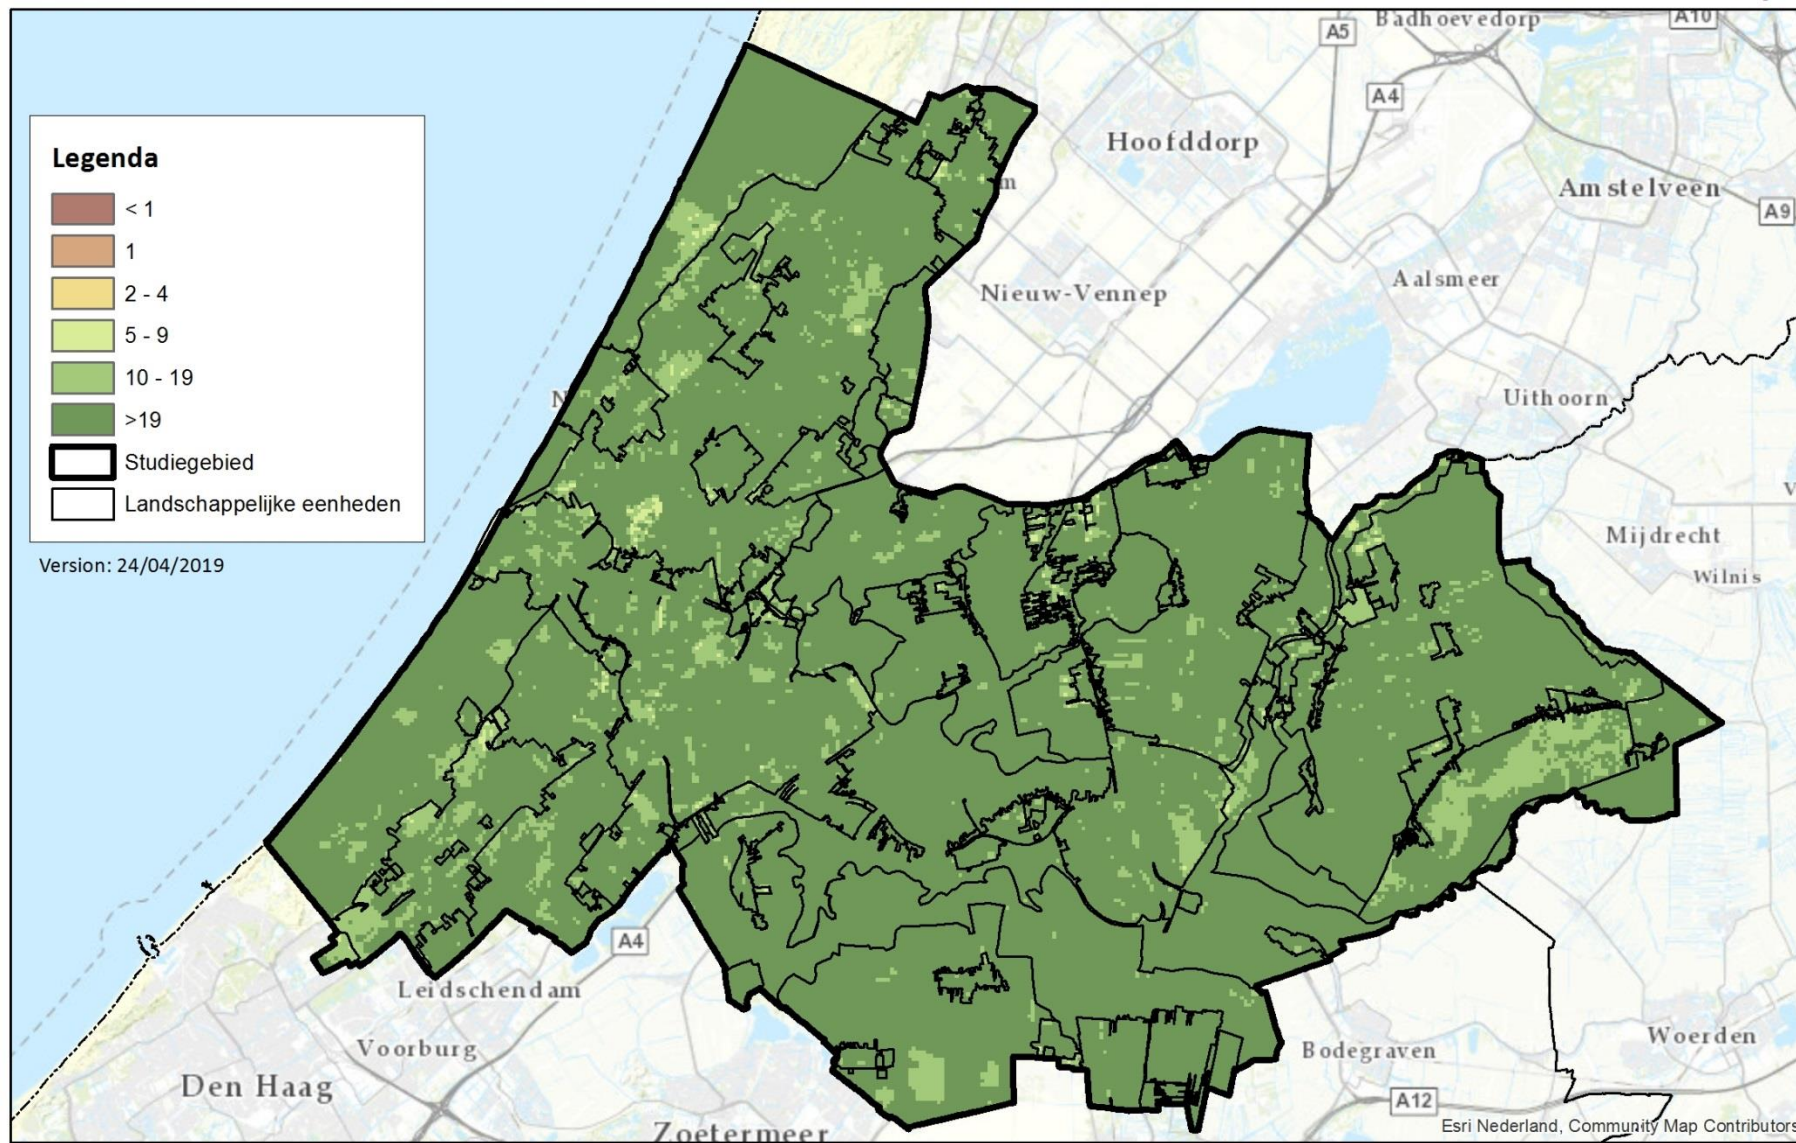 Legenda
< 1
1
2 - 4
5 - 9
10 - 19
>19
Studiegebied
Landschappelijke eenheden
Version: 24/04/2019
A5
Badhoevedorp
A10
A4
Hoofddorp
Amstelveen
A9
Aalsmeer
Nieuw-Vennep
Uithoorn
Mijdrecht
Wilnis
A4
Leidschendam
Voorburg
Den Haag
Zoetermeer
Bodegraven
Woerden
A12
Esri Nederland, Community Map Contributors